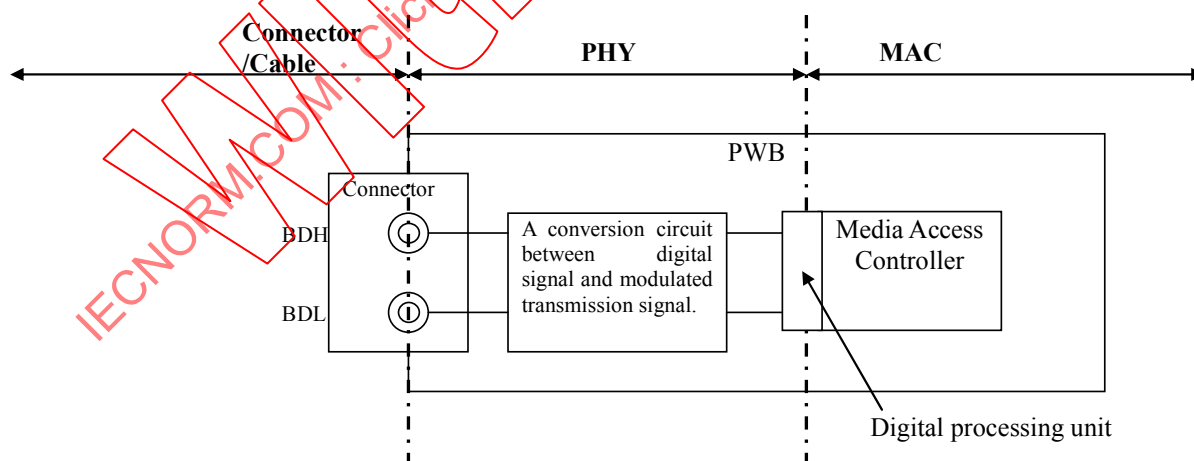 Connector
/Cable
PHY
MAC
PWB
Connector
BDH
BDL
A conversion circuit
between digital
signal and modulated
transmission signal.
Media Access
Controller
Digital processing unit
IECNORM.COM: Click